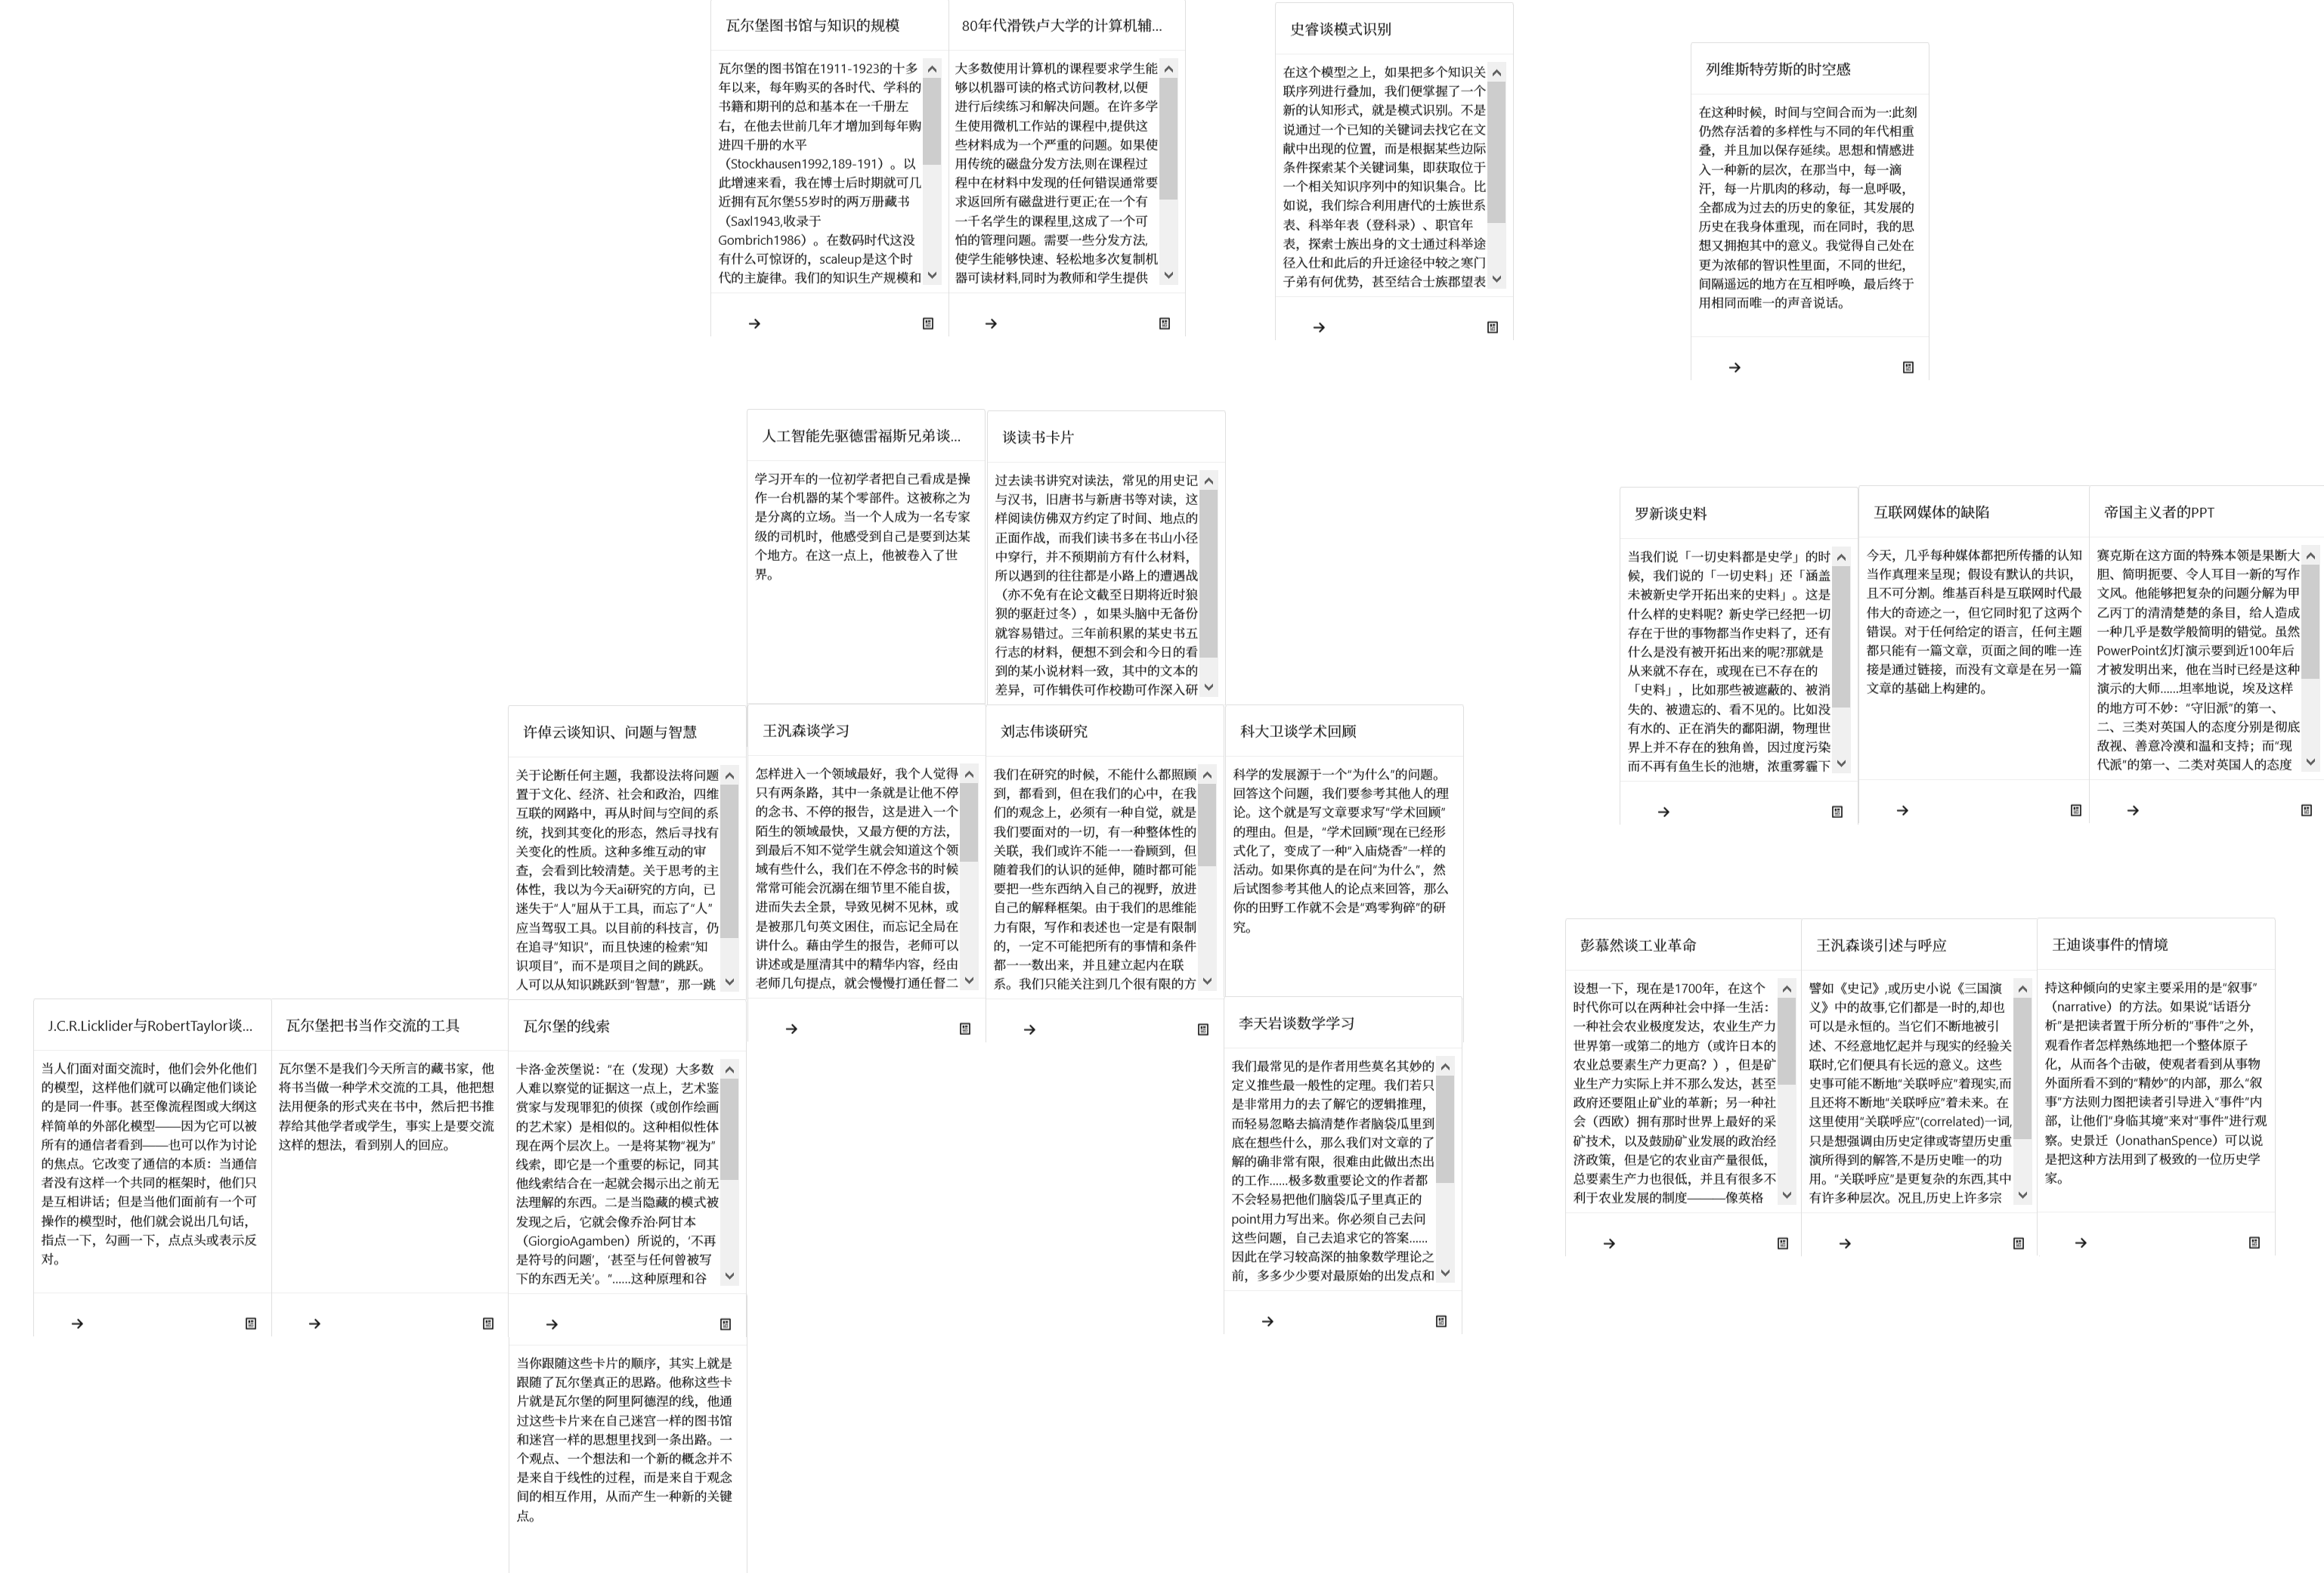 瓦尔堡图书馆与知识的规模
瓦尔堡的图书馆在1911-1923的十多
年以来，每年购买的各时代、学科的
书籍和期刊的总和基本在一千册左
右，在他去世前几年才增加到每年购
进四千册的水平
（Stockhausen1992,189-191）。以
此增速来看，我在博士后时期就可几
近拥有瓦尔堡55岁时的两万册藏书
（Saxl1943,收录于
Gombrich1986）。在数码时代这没
有什么可惊讶的，scaleup是这个时
代的主旋律。我们的知识生产规模和
80年代滑铁卢大学的计算机辅...
大多数使用计算机的课程要求学生能
够以机器可读的格式访问教材,以便
进行后续练习和解决问题。在许多学
生使用微机工作站的课程中,提供这
些材料成为一个严重的问题。如果使
用传统的磁盘分发方法,则在课程过
程中在材料中发现的任何错误通常要
求返回所有磁盘进行更正;在一个有
一千名学生的课程里,这成了一个可
怕的管理问题。需要一些分发方法,
使学生能够快速、轻松地多次复制机
器可读材料,同时为教师和学生提供
史睿谈模式识别
在这个模型之上，如果把多个知识关
联序列进行叠加，我们便掌握了一个
新的认知形式，就是模式识别。不是
说通过一个已知的关键词去找它在文
献中出现的位置，而是根据某些边际
条件探索某个关键词集，即获取位于
一个相关知识序列中的知识集合。比
如说，我们综合利用唐代的士族世系
表、科举年表（登科录）、职官年
表，探索士族出身的文士通过科举途
径入仕和此后的升迁途径中较之寒门
子弟有何优势，甚至结合士族郡望表
列维斯特劳斯的时空感
在这种时候，时间与空间合而为一:此刻
仍然存活着的多样性与不同的年代相重
叠，并且加以保存延续。思想和情感进
入一种新的层次，在那当中，每一滴
汗，每一片肌肉的移动，每一息呼吸，
全都成为过去的历史的象征，其发展的
历史在我身体重现，而在同时，我的思
想又拥抱其中的意义。我觉得自己处在
更为浓郁的智识性里面，不同的世纪，
间隔遥远的地方在互相呼唤，最后终于
用相同而唯一的声音说话。
人工智能先驱德雷福斯兄弟谈...
学习开车的一位初学者把自己看成是操
作一台机器的某个零部件。这被称之为
是分离的立场。当一个人成为一名专家
级的司机时，他感受到自己是要到达某
个地方。在这一点上，他被卷入了世
界。
谈读书卡片
过去读书讲究对读法，常见的用史记
与汉书，旧唐书与新唐书等对读，这
样阅读仿佛双方约定了时间、地点的
正面作战，而我们读书多在书山小径
中穿行，并不预期前方有什么材料，
所以遇到的往往都是小路上的遭遇战
（亦不免有在论文截至日期将近时狼
狈的驱赶过冬），如果头脑中无备份
就容易错过。三年前积累的某史书五
行志的材料，便想不到会和今日的看
到的某小说材料一致，其中的文本的
差异，可作辑佚可作校勘可作深入研
罗新谈史料
当我们说「一切史料都是史学」的时
候，我们说的「一切史料」还「涵盖
未被新史学开拓出来的史料」。这是
什么样的史料呢？新史学已经把一切
存在于世的事物都当作史料了，还有
什么是没有被开拓出来的呢?那就是
从来就不存在，或现在已不存在的
「史料」，比如那些被遮蔽的、被消
失的、被遗忘的、看不见的。比如没
有水的、正在消失的鄱阳湖，物理世
界上并不存在的独角兽，因过度污染
而不再有鱼生长的池塘，浓重雾霾下
互联网媒体的缺陷
今天，几乎每种媒体都把所传播的认知
当作真理来呈现；假设有默认的共识，
且不可分割。维基百科是互联网时代最
伟大的奇迹之一，但它同时犯了这两个
错误。对于任何给定的语言，任何主题
都只能有一篇文章，页面之间的唯一连
接是通过链接，而没有文章是在另一篇
文章的基础上构建的。
帝国主义者的PPT
赛克斯在这方面的特殊本领是果断大
胆、简明扼要、令人耳目一新的写作
文风。他能够把复杂的问题分解为甲
乙丙丁的清清楚楚的条目，给人造成
一种几乎是数学般简明的错觉。虽然
PowerPoint幻灯演示要到近100年后
才被发明出来，他在当时已经是这种
演示的大师……坦率地说，埃及这样
的地方可不妙：“守旧派”的第一、
二、三类对英国人的态度分别是彻底
敌视、善意冷漠和温和支持；而“现
代派”的第一、二类对英国人的态度
许倬云谈知识、问题与智慧
关于论断任何主题，我都设法将问题
置于文化、经济、社会和政治，四维
互联的网路中，再从时间与空间的系
统，找到其变化的形态，然后寻找有
关变化的性质。这种多维互动的审
查，会看到比较清楚。关于思考的主
体性，我以为今天ai研究的方向，已
迷失于“人”屈从于工具，而忘了“人”
应当驾驭工具。以目前的科技言，仍
在追寻“知识”，而且快速的检索“知
识项目”，而不是项目之间的跳跃。
人可以从知识跳跃到“智慧”，那一跳
王汎森谈学习
怎样进入一个领域最好，我个人觉得
只有两条路，其中一条就是让他不停
的念书、不停的报告，这是进入一个
陌生的领域最快，又最方便的方法，
到最后不知不觉学生就会知道这个领
域有些什么，我们在不停念书的时候
常常可能会沉溺在细节里不能自拔，
进而失去全景，导致见树不见林，或
是被那几句英文困住，而忘记全局在
讲什么。藉由学生的报告，老师可以
讲述或是厘清其中的精华内容，经由
老师几句提点，就会慢慢打通任督二
刘志伟谈研究
我们在研究的时候，不能什么都照顾
到，都看到，但在我们的心中，在我
们的观念上，必须有一种自觉，就是
我们要面对的一切，有一种整体性的
关联，我们或许不能一一眷顾到，但
随着我们的认识的延伸，随时都可能
要把一些东西纳入自己的视野，放进
自己的解释框架。由于我们的思维能
力有限，写作和表述也一定是有限制
的，一定不可能把所有的事情和条件
都一一数出来，并且建立起内在联
系。我们只能关注到几个很有限的方
科大卫谈学术回顾
科学的发展源于一个“为什么”的问题。
回答这个问题，我们要参考其他人的理
论。这个就是写文章要求写“学术回顾”
的理由。但是，“学术回顾”现在已经形
式化了，变成了一种“入庙烧香”一样的
活动。如果你真的是在问“为什么”，然
后试图参考其他人的论点来回答，那么
你的田野工作就不会是“鸡零狗碎”的研
究。
彭慕然谈工业革命
设想一下，现在是1700年，在这个
时代你可以在两种社会中择一生活：
一种社会农业极度发达，农业生产力
世界第一或第二的地方（或许日本的
农业总要素生产力更高？），但是矿
业生产力实际上并不那么发达，甚至
政府还要阻止矿业的革新；另一种社
会（西欧）拥有那时世界上最好的采
矿技术，以及鼓励矿业发展的政治经
济政策，但是它的农业亩产量很低，
总要素生产力也很低，并且有很多不
利于农业发展的制度———像英格
王汎森谈引述与呼应
譬如《史记》,或历史小说《三国演
义》中的故事,它们都是一时的,却也
可以是永恒的。当它们不断地被引
述、不经意地忆起并与现实的经验关
联时,它们便具有长远的意义。这些
史事可能不断地“关联呼应”着现实,而
且还将不断地“关联呼应”着未来。在
这里使用“关联呼应”(correlated)一词,
只是想强调由历史定律或寄望历史重
演所得到的解答,不是历史唯一的功
用。“关联呼应”是更复杂的东西,其中
有许多种层次。况且,历史上许多宗
王迪谈事件的情境
持这种倾向的史家主要采用的是“叙事”
（narrative）的方法。如果说“话语分
析”是把读者置于所分析的“事件”之外，
观看作者怎样熟练地把一个整体原子
化，从而各个击破，使观者看到从事物
外面所看不到的“精妙”的内部，那么“叙
事”方法则力图把读者引导进入“事件”内
部，让他们“身临其境”来对“事件”进行观
察。史景迁（JonathanSpence）可以说
是把这种方法用到了极致的一位历史学
家。
J.C.R.Licklider与RobertTaylor谈...
当人们面对面交流时，他们会外化他们
的模型，这样他们就可以确定他们谈论
的是同一件事。甚至像流程图或大纲这
样简单的外部化模型——因为它可以被
所有的通信者看到——也可以作为讨论
的焦点。它改变了通信的本质：当通信
者没有这样一个共同的框架时，他们只
是互相讲话；但是当他们面前有一个可
操作的模型时，他们就会说出几句话，
指点一下，勾画一下，点点头或表示反
对。
瓦尔堡把书当作交流的工具
瓦尔堡不是我们今天所言的藏书家，他
将书当做一种学术交流的工具，他把想
法用便条的形式夹在书中，然后把书推
荐给其他学者或学生，事实上是要交流
这样的想法，看到别人的回应。
瓦尔堡的线索
卡洛·金茨堡说：“在（发现）大多数
人难以察觉的证据这一点上，艺术鉴
赏家与发现罪犯的侦探（或创作绘画
的艺术家）是相似的。这种相似性体
现在两个层次上。一是将某物”视为”
线索，即它是一个重要的标记，同其
他线索结合在一起就会揭示出之前无
法理解的东西。二是当隐藏的模式被
发现之后，它就会像乔治·阿甘本
（GiorgioAgamben）所说的，‘不再
是符号的问题’，‘甚至与任何曾被写
下的东西无关’。”……这种原理和谷
李天岩谈数学学习
我们最常见的是作者用些莫名其妙的
定义推些最一般性的定理。我们若只
是非常用力的去了解它的逻辑推理，
而轻易忽略去搞清楚作者脑袋瓜里到
底在想些什么，那么我们对文章的了
解的确非常有限，很难由此做出杰出
的工作……极多数重要论文的作者都
不会轻易把他们脑袋瓜子里真正的
point用力写出来。你必须自己去问
这些问题，自己去追求它的答案……
因此在学习较高深的抽象数学理论之
前，多多少少要对最原始的出发点和
当你跟随这些卡片的顺序，其实上就是
跟随了瓦尔堡真正的思路。他称这些卡
片就是瓦尔堡的阿里阿德涅的线，他通
过这些卡片来在自己迷宫一样的图书馆
和迷宫一样的思想里找到一条出路。一
个观点、一个想法和一个新的概念并不
是来自于线性的过程，而是来自于观念
间的相互作用，从而产生一种新的关键
点。